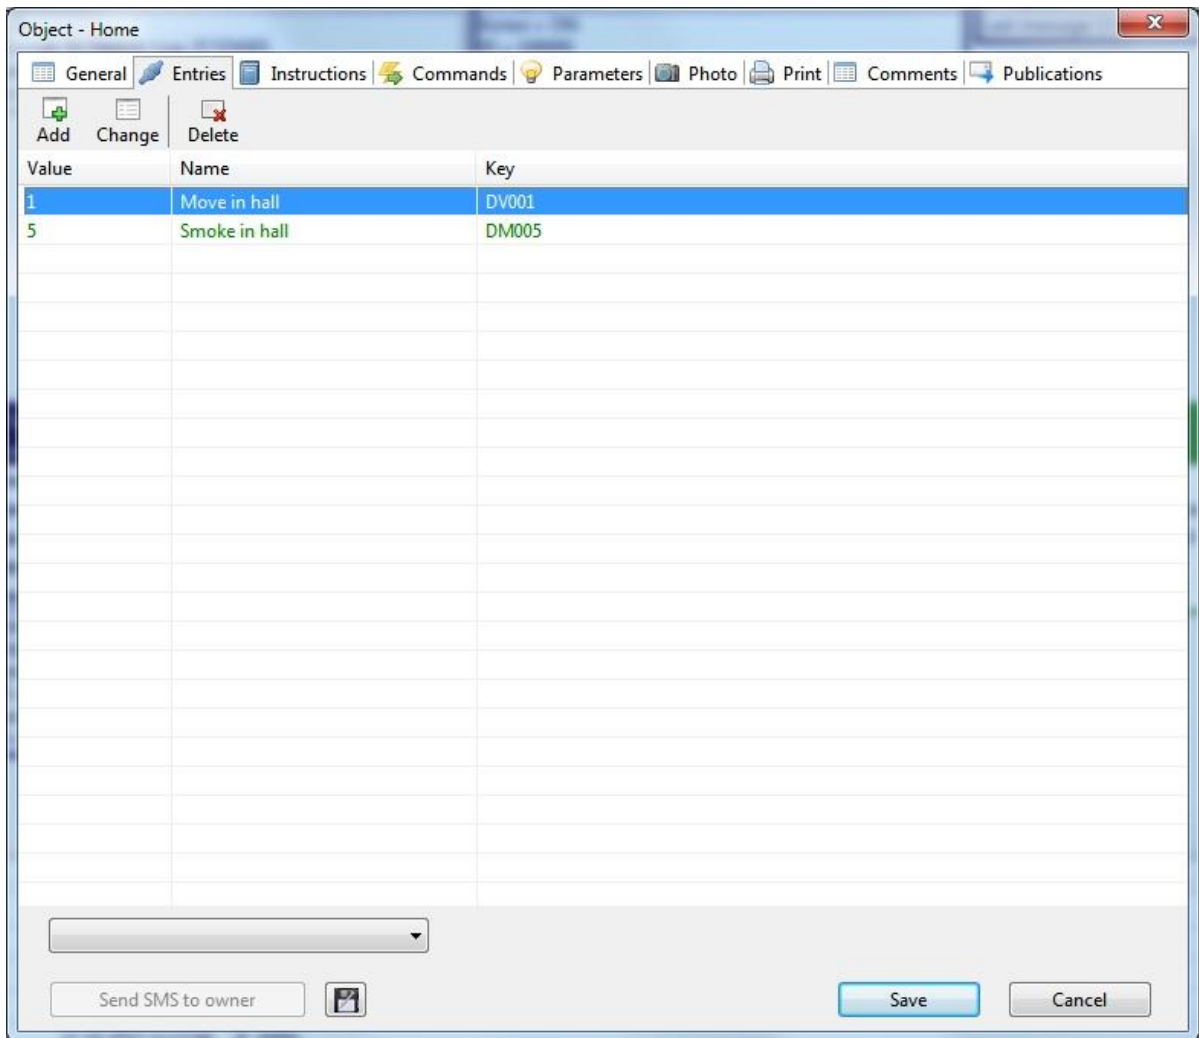 Object - Home
General Entries Instructions Commands Parameters Photo Print Comments Publications
Add Change Delete
Value Name Key
1 Move in hall DV001
5 Smoke in hall DM005
Send SMS to owner Save Cancel